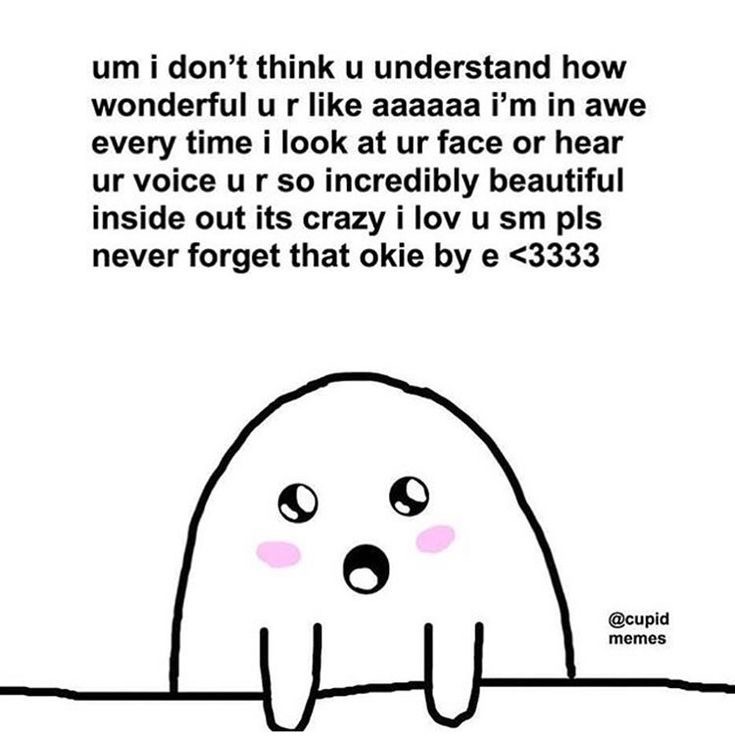 um i don't think u understand how
wonderful u r like aaaaaa i'm in awe
every time i look at ur face or hear
ur voice u r so incredibly beautiful
inside out its crazy i lov u sm pls
never forget that okie by e <3333
@cupid
memes